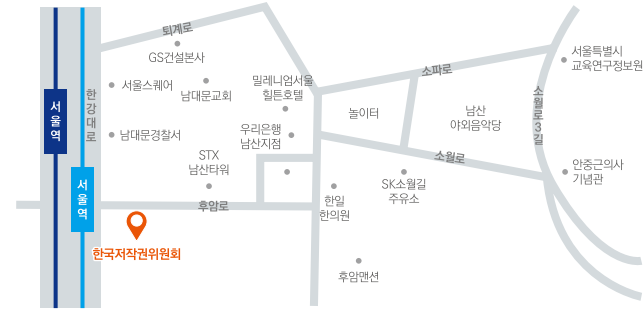 퇴계로
GS건설본사
서울특별시
교육연구정보원
소파로
밀레니엄서울
힐튼호텔
서울스퀘어
남대문교회
한강대로
서울역
놀이터
남산
야외음악당
소월로3길
우리은행
남산지점
남대문경찰서
STX
남산타워
소월로
안중근의사
기념관
서울역
SK소월길
주유소
한일
한의원
후암로
한국저작권위원회
후암맨션